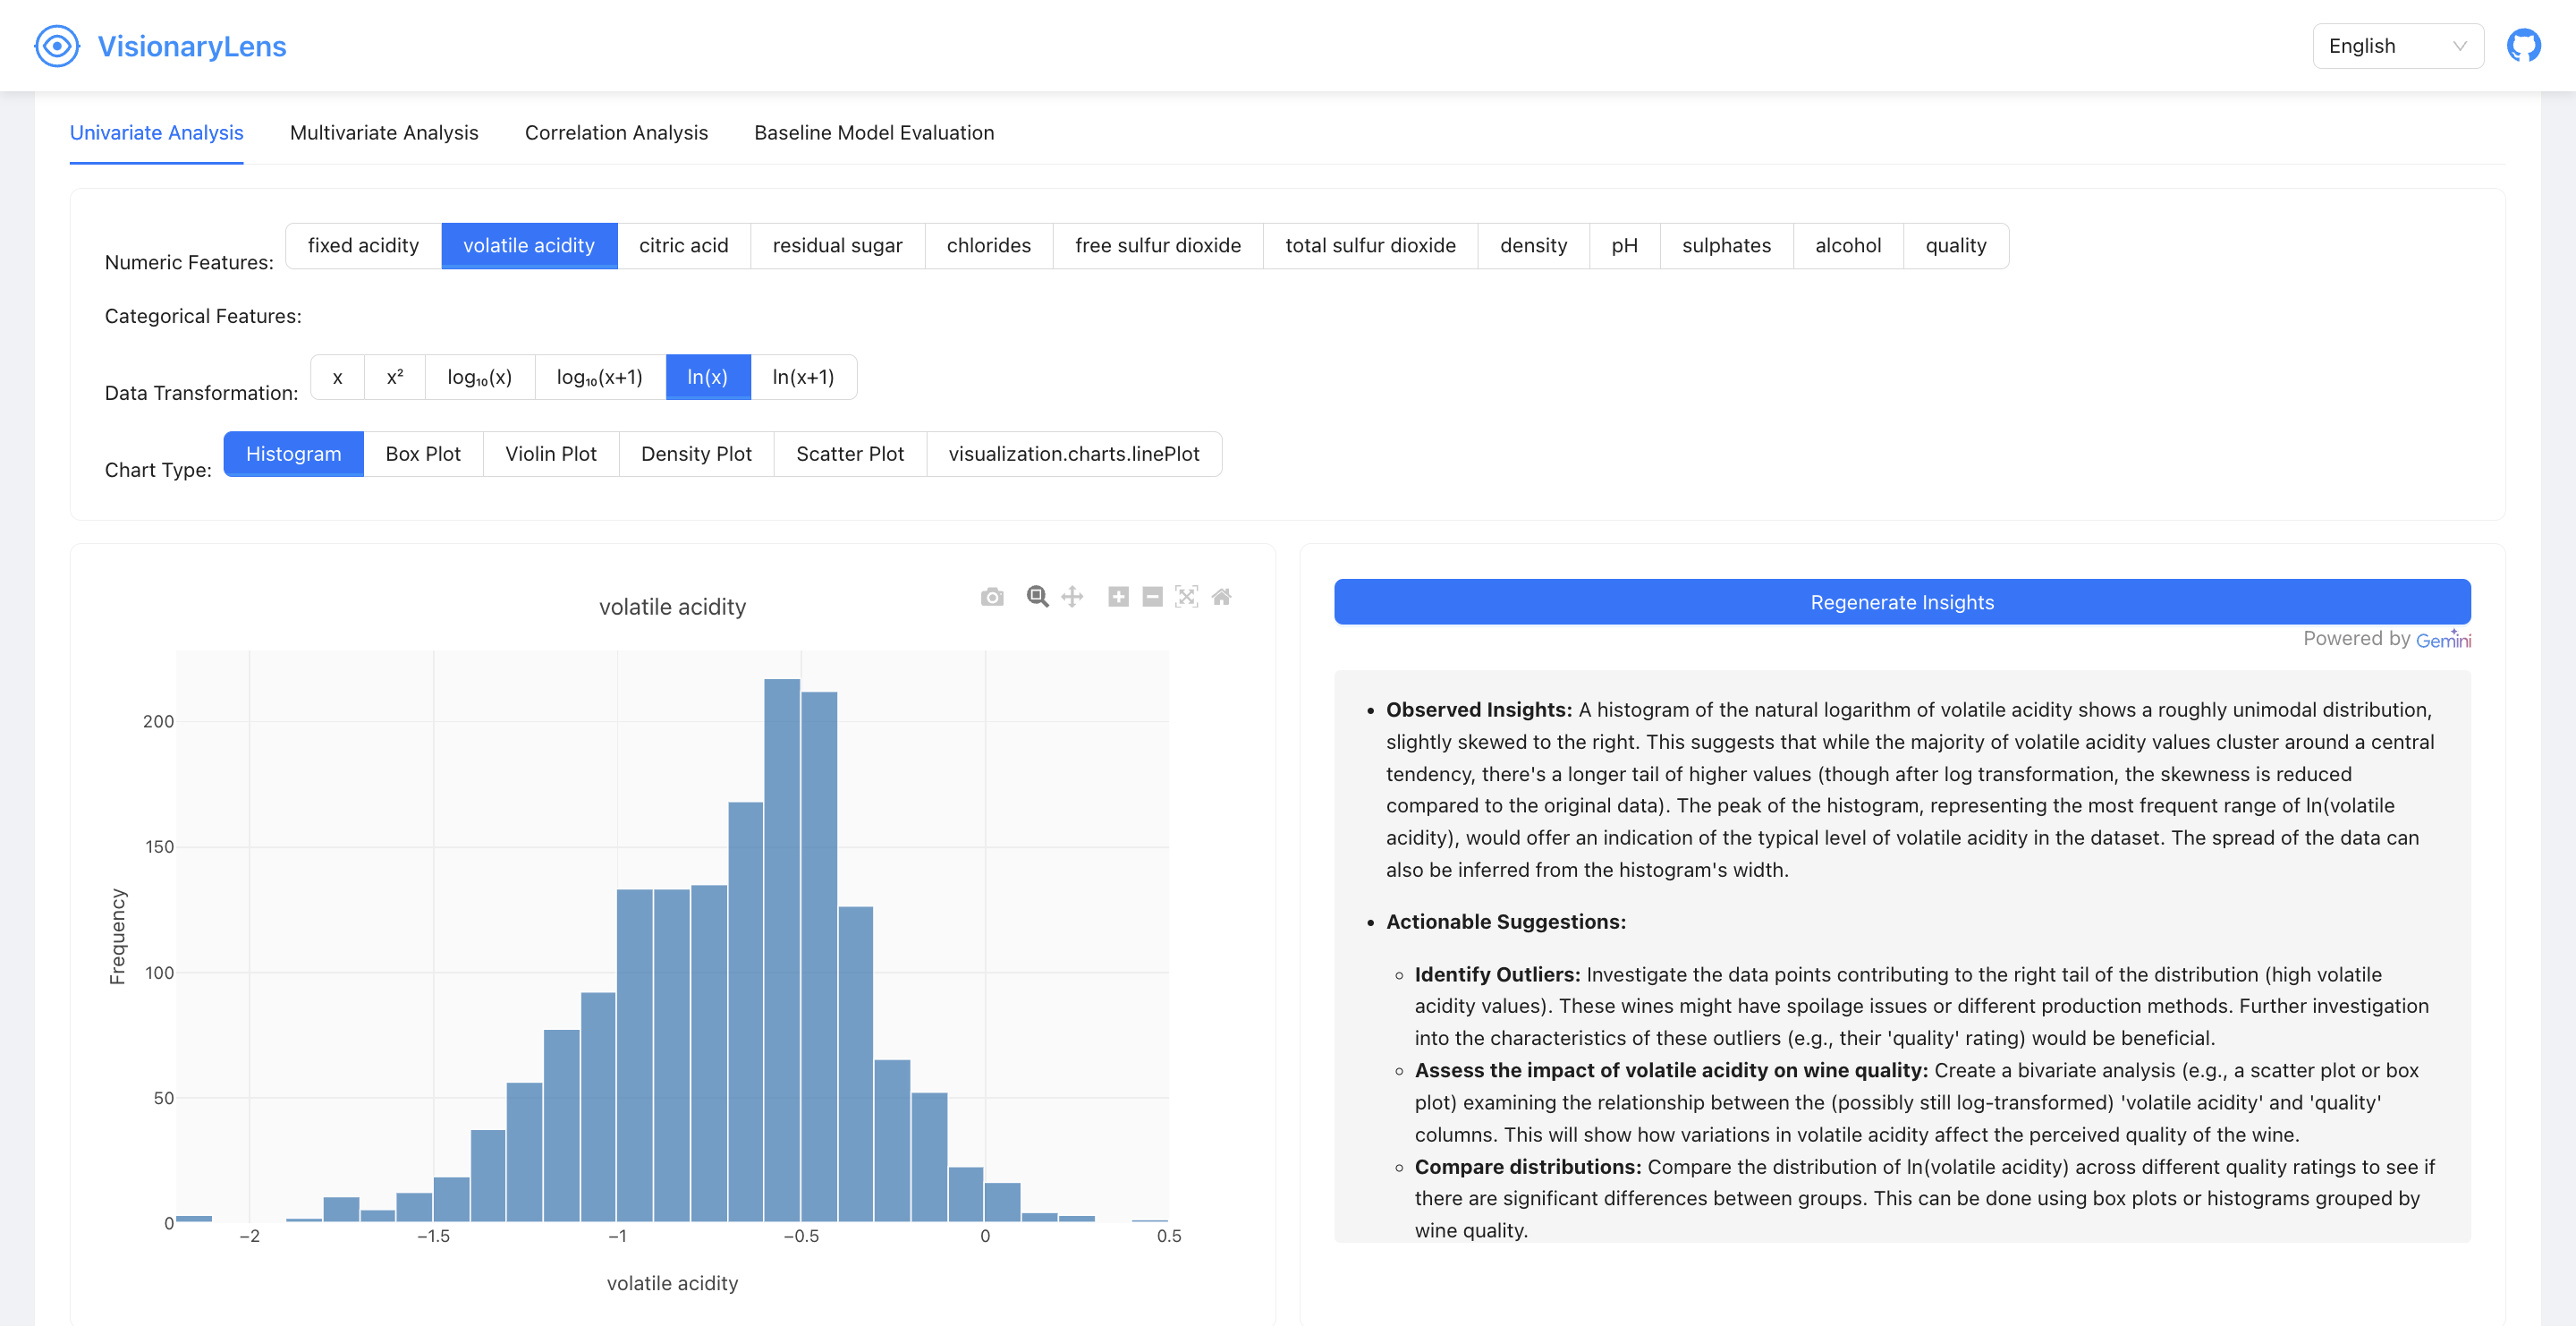 VisionaryLens
English
Univariate Analysis
Multivariate Analysis
Correlation Analysis
Baseline Model Evaluation
Numeric Features:
fixed acidity
volatile acidity
citric acid
residual sugar
chlorides
free sulfur dioxide
total sulfur dioxide
density
pH
sulphates
alcohol
quality
Categorical Features:
Data Transformation:
x
x²
log₁₀(x)
log₁₀(x+1)
ln(x)
ln(x+1)
Chart Type:
Histogram
Box Plot
Violin Plot
Density Plot
Scatter Plot
visualization.charts.linePlot
volatile acidity
Frequency
200
150
100
50
0
−2
−1.5
−1
−0.5
0
0.5
volatile acidity
Regenerate Insights
Powered by Gemini
• Observed Insights: A histogram of the natural logarithm of volatile acidity shows a roughly unimodal distribution,
slightly skewed to the right. This suggests that while the majority of volatile acidity values cluster around a central
tendency, there's a longer tail of higher values (though after log transformation, the skewness is reduced
compared to the original data). The peak of the histogram, representing the most frequent range of ln(volatile
acidity), would offer an indication of the typical level of volatile acidity in the dataset. The spread of the data can
also be inferred from the histogram's width.
• Actionable Suggestions:
◦ Identify Outliers: Investigate the data points contributing to the right tail of the distribution (high volatile
acidity values). These wines might have spoilage issues or different production methods. Further investigation
into the characteristics of these outliers (e.g., their 'quality' rating) would be beneficial.
◦ Assess the impact of volatile acidity on wine quality: Create a bivariate analysis (e.g., a scatter plot or box
plot) examining the relationship between the (possibly still log-transformed) 'volatile acidity' and 'quality'
columns. This will show how variations in volatile acidity affect the perceived quality of the wine.
◦ Compare distributions: Compare the distribution of ln(volatile acidity) across different quality ratings to see if
there are significant differences between groups. This can be done using box plots or histograms grouped by
wine quality.